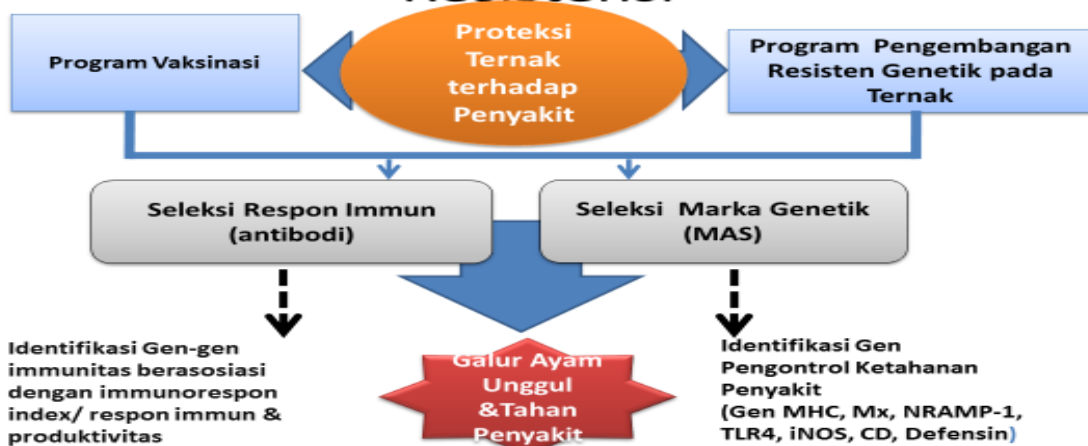 Proteksi
Ternak
terhadap
Penyakit
Program Vaksinasi
Program Pengembangan
Resisten Genetik pada
Ternak
Seleksi Respon Immun
(antibodi)
Seleksi Marka Genetik
(MAS)
Identifikasi Gen-gen
immunitas berasosiasi
dengan immunorespon
index/ respon immun &
produktivitas
Galur Ayam
Unggul
&Tahan
Penyakit
Identifikasi Gen
Pengontrol Ketahanan
Penyakit
(Gen MHC, Mx, NRAMP-1,
TLR4, iNOS, CD, Defensin)